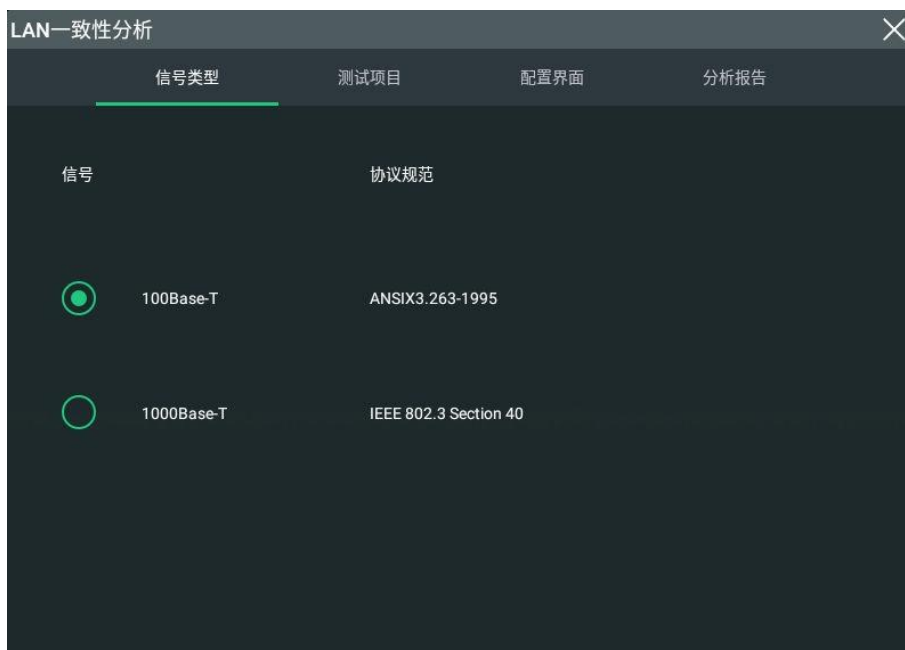 LAN一致性分析
信号类型 测试项目 配置界面 分析报告
信号 协议规范
100Base-T ANSIX3.263-1995
1000Base-T IEEE 802.3 Section 40